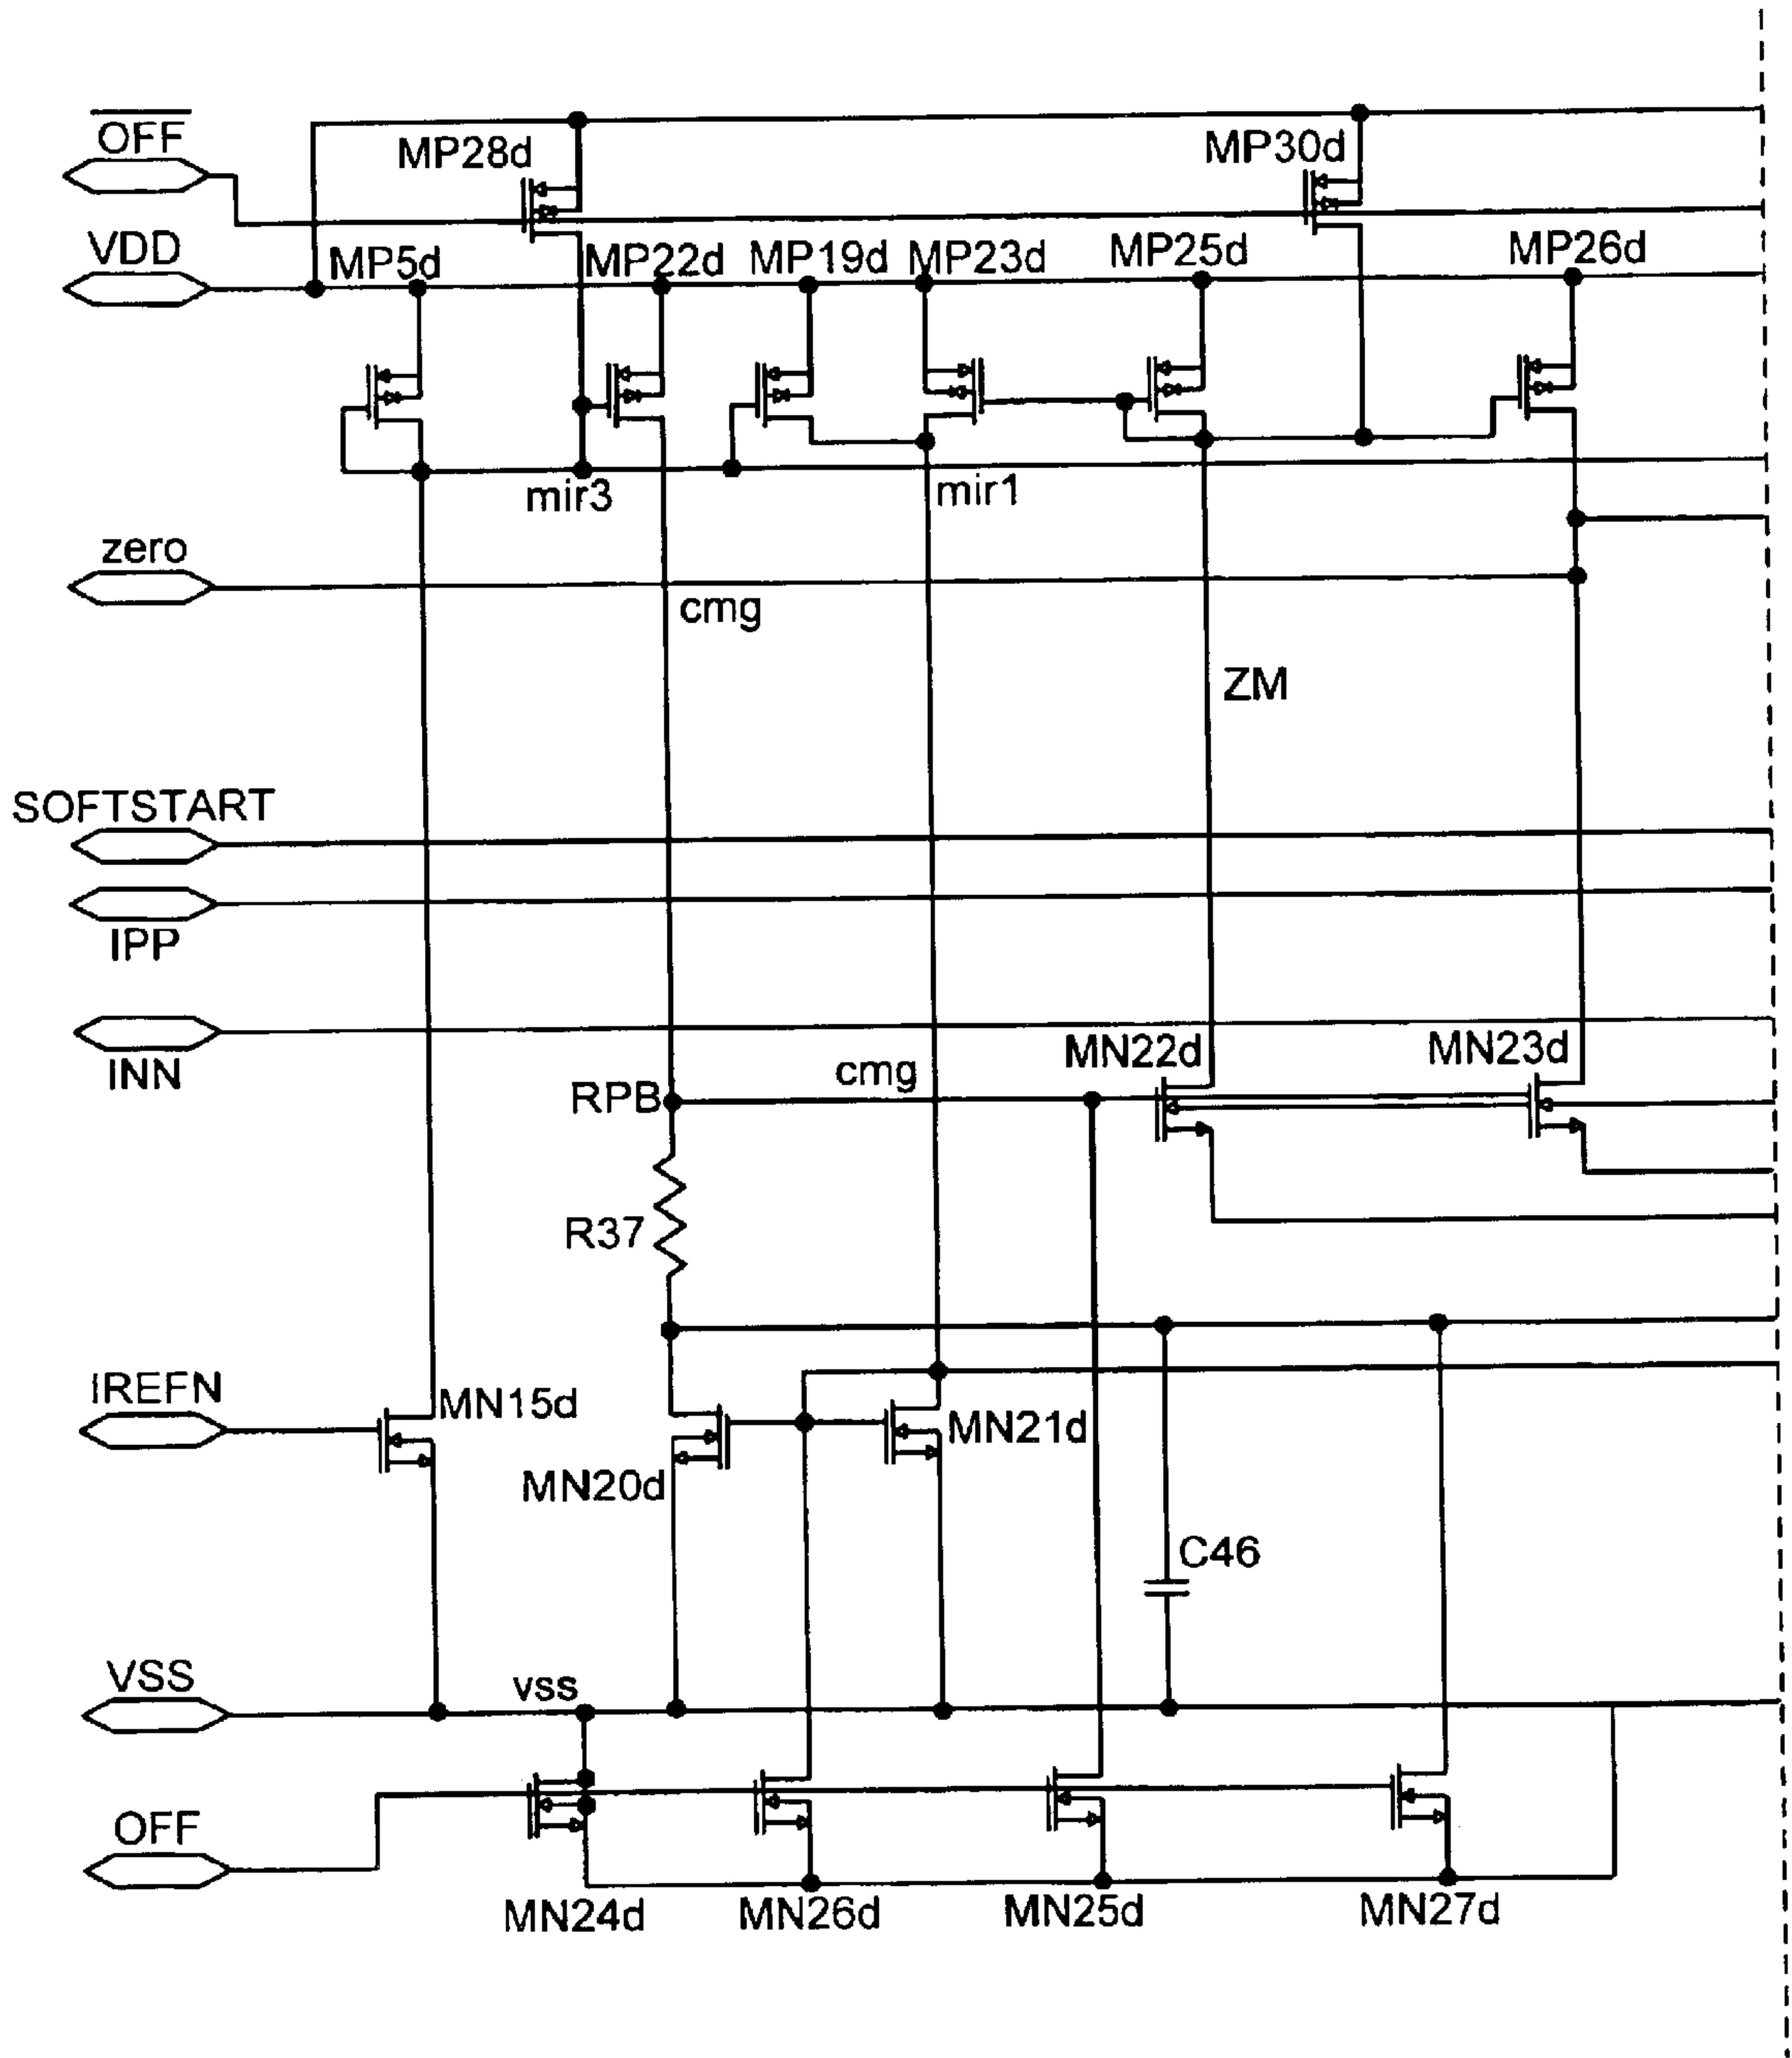 OFF
MP28d
MP30d
VDD
MP5d
MP22d
MP19d
MP23d
MP25d
MP26d
mir3
mir1
zero
cmg
ZM
SOFTSTART
IPP
INN
MN22d
MN23d
cmg
RPB
R37
IREFN
MN15d
MN21d
MN20d
C46
VSS
vss
OFF
MN24d
MN26d
MN25d
MN27d